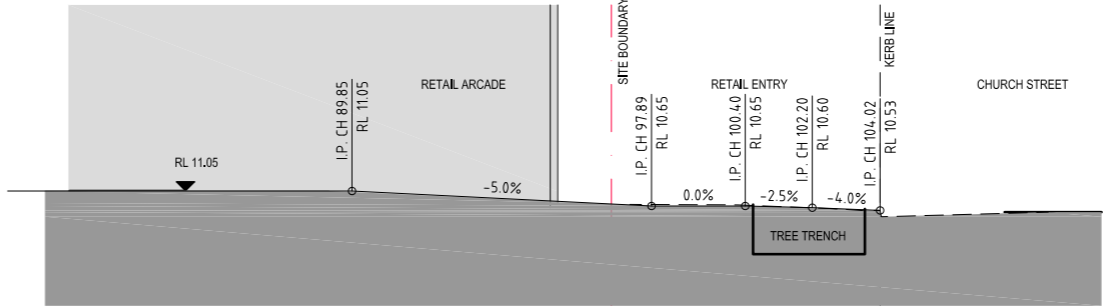 SITE BOUNDARY
KERB LINE
RETAIL ARCADE
RETAIL ENTRY
CHURCH STREET
I.P. CH 89.85
RL 11.05
I.P. CH 97.89
RL 10.65
I.P. CH 100.40
RL 10.65
I.P. CH 102.20
RL 10.60
I.P. CH 104.02
RL 10.53
RL 11.05
-5.0%
0.0%
-2.5%
-4.0%
TREE TRENCH